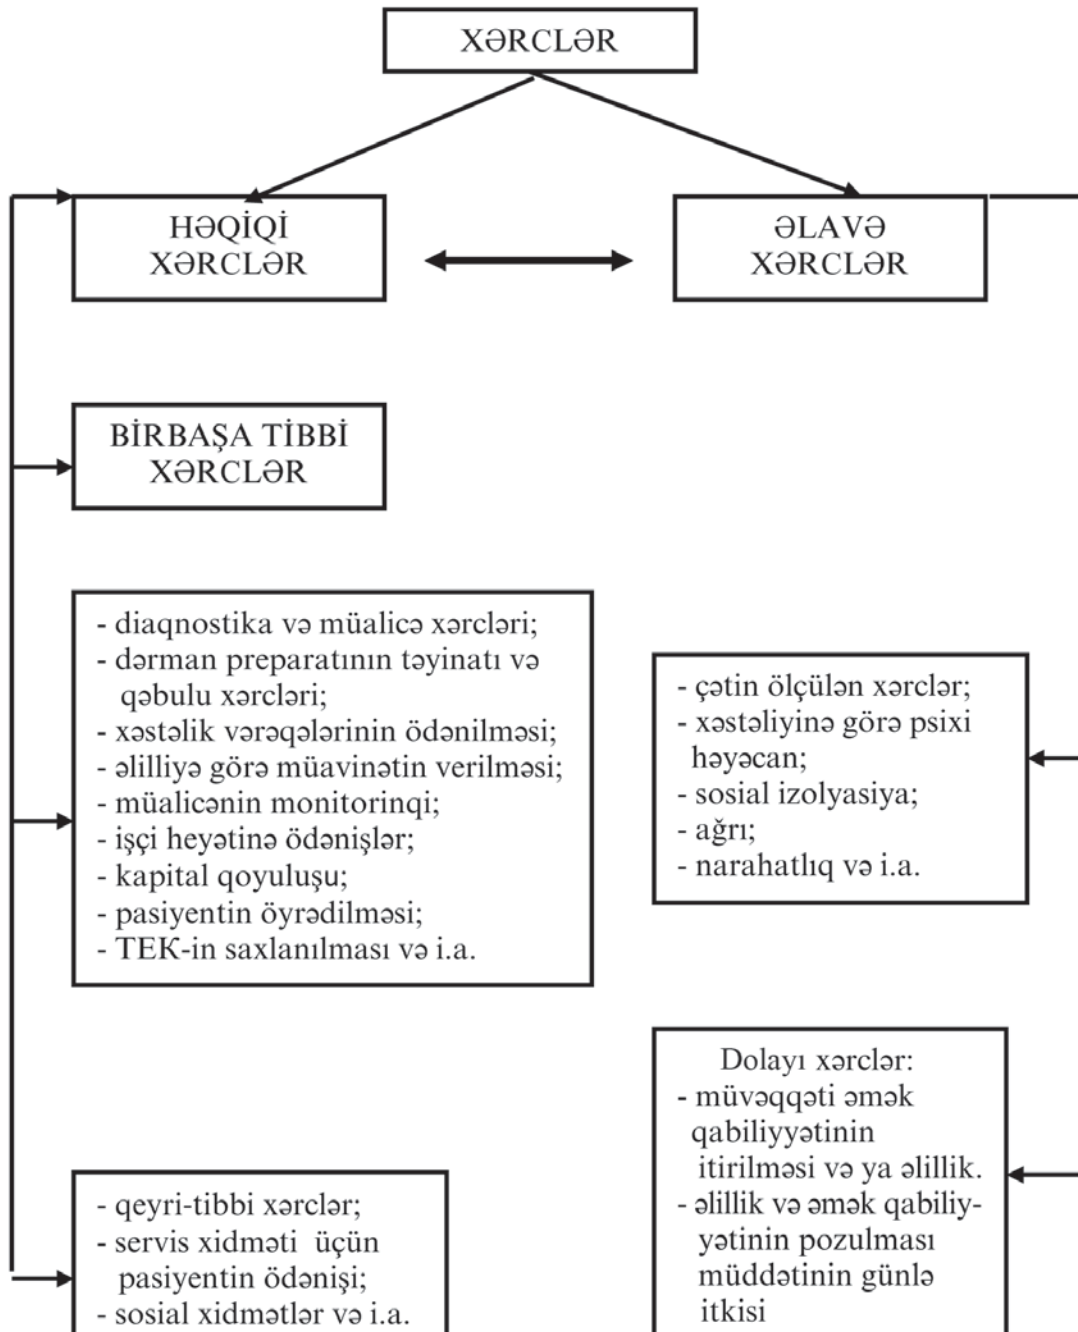 XƏRCLƏR
HƏQİQİ
XƏRCLƏR
ƏLAVƏ
XƏRCLƏR
BİRBAŞA TİBBİ
XƏRCLƏR
- diaqnostika və müalicə xərcləri;
- dərman preparatının təyinatı və
qəbulu xərcləri;
- xəstəlik vərəqələrinin ödənilməsi;
- əlilliyə görə müavinətin verilməsi;
- müalicənin monitorinqi;
- işçi heyətinə ödənişlər;
- kapital qoyuluşu;
- pasiyentin öyrədilməsi;
- TEK-in saxlanılması və i.a.
- çətin ölçülən xərclər;
- xəstəliyinə görə psixi
həyəcan;
- sosial izolyasiya;
- ağrı;
- narahatlıq və i.a.
- qeyri-tibbi xərclər;
- servis xidməti üçün
pasiyentin ödənişi;
- sosial xidmətlər və i.a.
Dolayı xərclər:
- müvəqqəti əmək
qabiliyyətinin
itirilməsi və ya əlillik.
- əlillik və əmək qabiliy-
yətinin pozulması
müddətinin günlə
itkisi